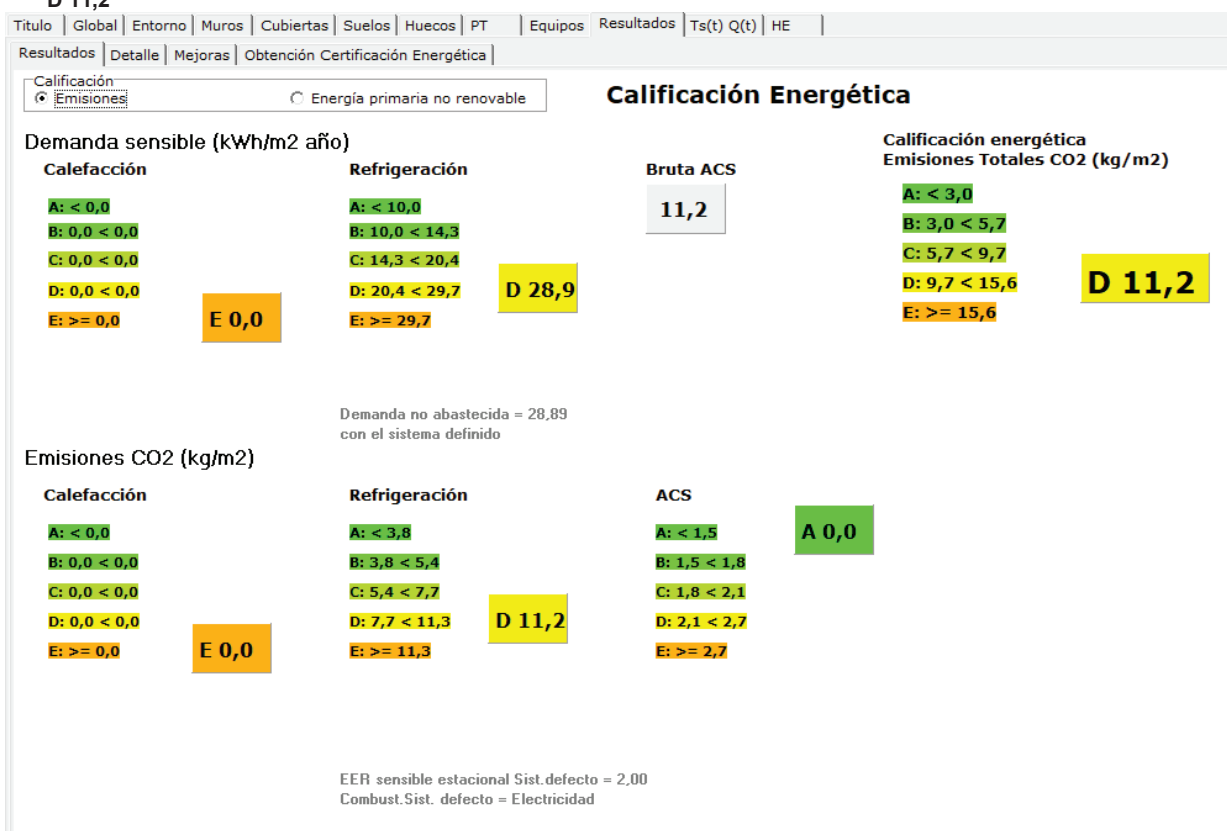 D 11,2
Titulo Global Entorno Muros Cubiertas Suelos Huecos PT Equipos Resultados Ts(t) Q(t) HE
Resultados Detalle Mejoras Obtención Certificación Energética
Calificación
Emisiones Energía primaria no renovable
Calificación Energética
Demanda sensible (kWh/m2 año)
Calefacción
A: < 0,0
B: 0,0 < 0,0
C: 0,0 < 0,0
D: 0,0 < 0,0
E: >= 0,0
E 0,0
Refrigeración
A: < 10,0
B: 10,0 < 14,3
C: 14,3 < 20,4
D: 20,4 < 29,7
E: >= 29,7
D 28,9
Bruta ACS
11,2
Calificación energética
Emisiones Totales CO2 (kg/m2)
A: < 3,0
B: 3,0 < 5,7
C: 5,7 < 9,7
D: 9,7 < 15,6
E: >= 15,6
D 11,2
Demanda no abastecida = 28,89
con el sistema definido
Emisiones CO2 (kg/m2)
Calefacción
A: < 0,0
B: 0,0 < 0,0
C: 0,0 < 0,0
D: 0,0 < 0,0
E: >= 0,0
E 0,0
Refrigeración
A: < 3,8
B: 3,8 < 5,4
C: 5,4 < 7,7
D: 7,7 < 11,3
E: >= 11,3
D 11,2
ACS
A: < 1,5
B: 1,5 < 1,8
C: 1,8 < 2,1
D: 2,1 < 2,7
E: >= 2,7
A 0,0
EER sensible estacional Sist.defecto = 2,00
Combust.Sist. defecto = Electricidad